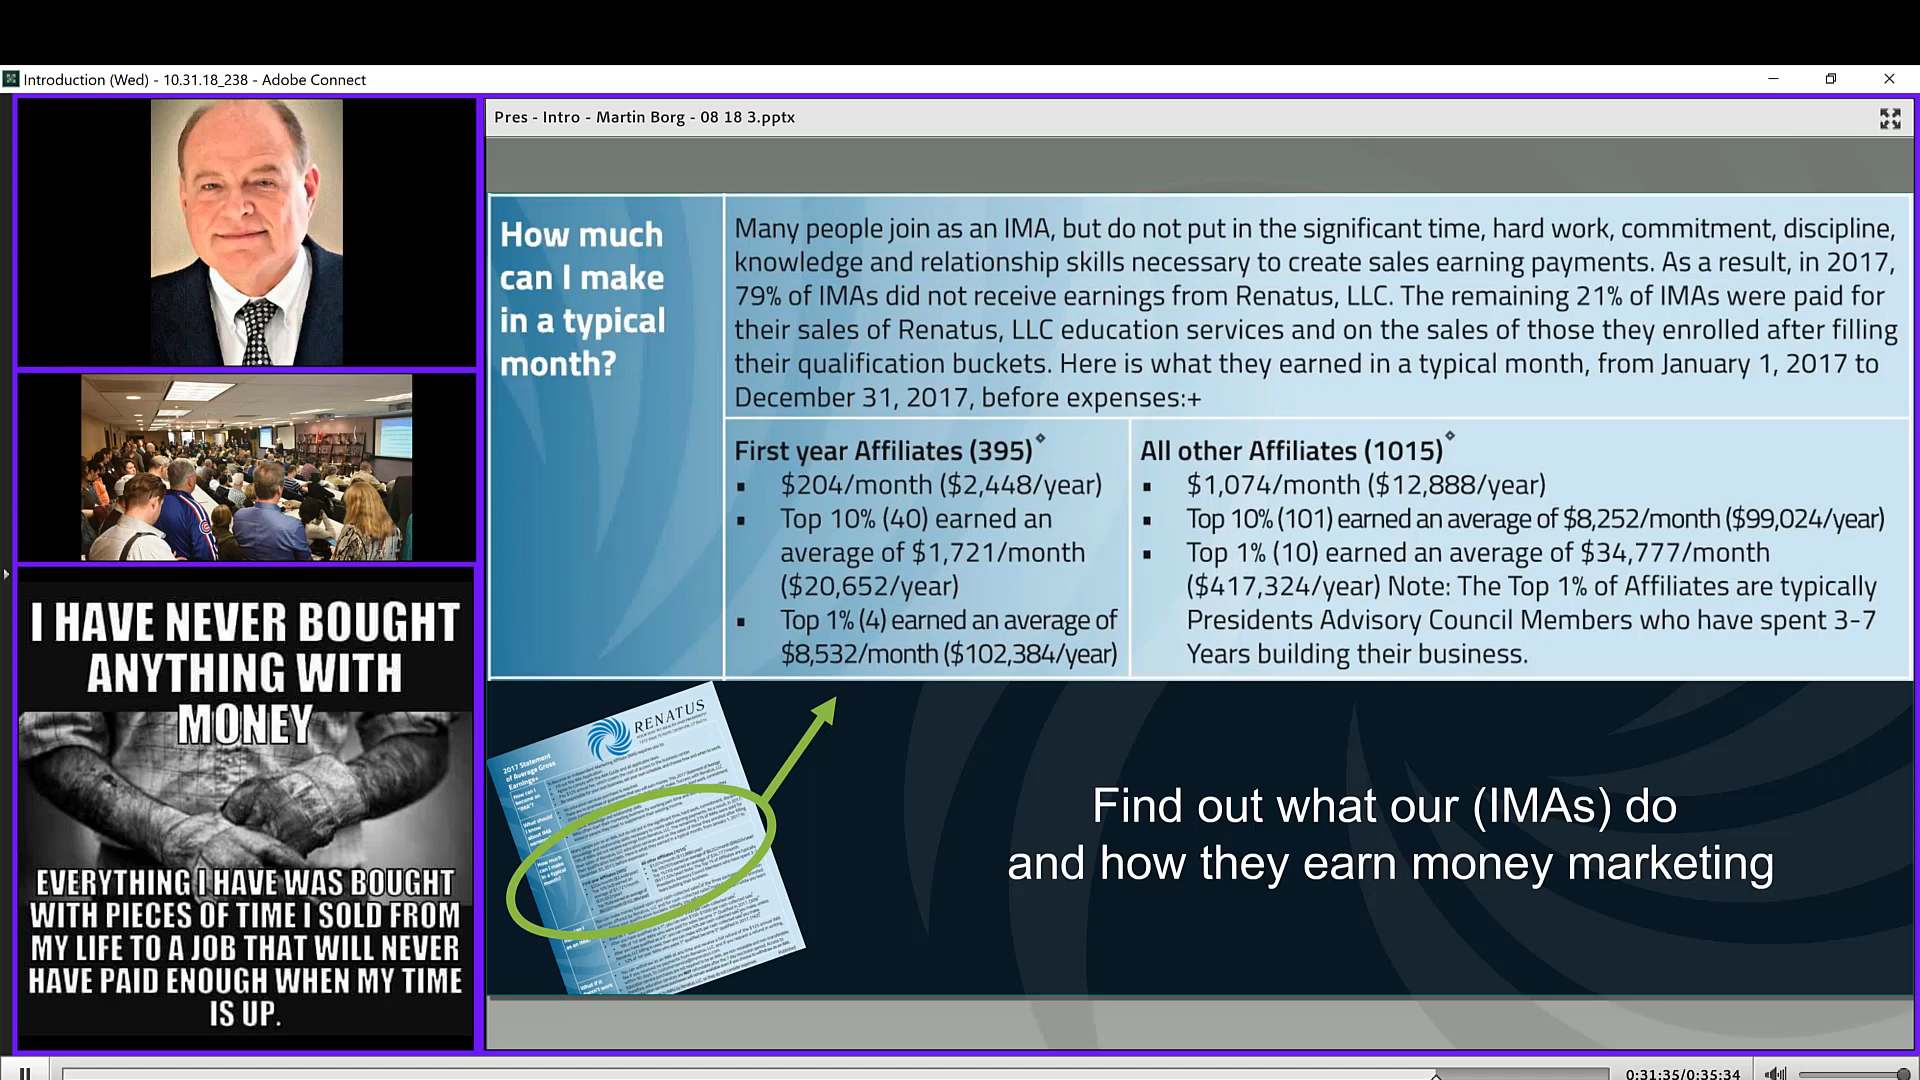 Introduction (Wed) - 10.31.18_238 - Adobe Connect
Pres - Intro - Martin Borg - 08 18 3.pptx
How much
can I make
in a typical
month?
Many people join as an IMA, but do not put in the significant time, hard work, commitment, discipline,
knowledge and relationship skills necessary to create sales earning payments. As a result, in 2017,
79% of IMAs did not receive earnings from Renatus, LLC. The remaining 21% of IMAs were paid for
their sales of Renatus, LLC education services and on the sales of those they enrolled after filling
their qualification buckets. Here is what they earned in a typical month, from January 1, 2017 to
December 31, 2017, before expenses:+
First year Affiliates (395)⋄
▪ $204/month ($2,448/year)
▪ Top 10% (40) earned an
average of $1,721/month
($20,652/year)
▪ Top 1% (4) earned an average of
$8,532/month ($102,384/year)
All other Affiliates (1015)⋄
▪ $1,074/month ($12,888/year)
▪ Top 10% (101) earned an average of $8,252/month ($99,024/year)
▪ Top 1% (10) earned an average of $34,777/month
($417,324/year) Note: The Top 1% of Affiliates are typically
Presidents Advisory Council Members who have spent 3-7
Years building their business.
I HAVE NEVER BOUGHT
ANYTHING WITH
MONEY
EVERYTHING I HAVE WAS BOUGHT
WITH PIECES OF TIME I SOLD FROM
MY LIFE TO A JOB THAT WILL NEVER
HAVE PAID ENOUGH WHEN MY TIME
IS UP.
RENATUS
2017 Statement
of Average Gross
Earnings+
Find out what our (IMAs) do
and how they earn money marketing
0:31:35/0:35:34